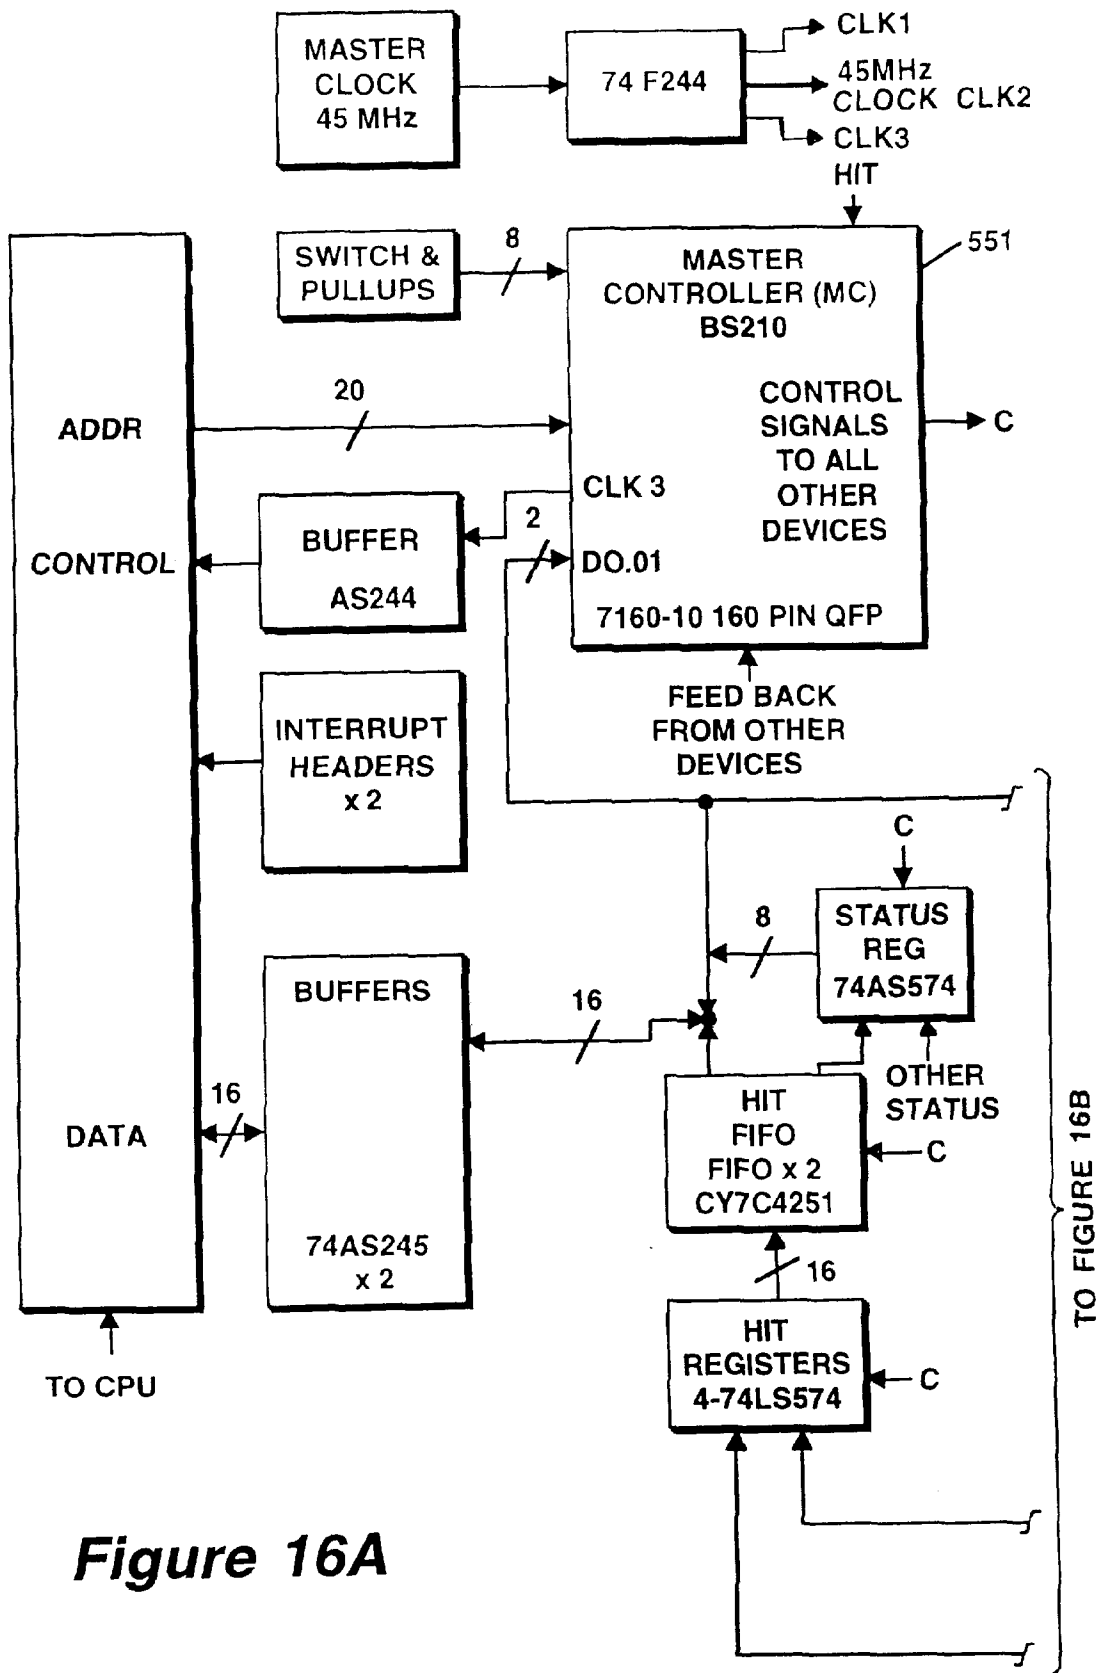 MASTER
CLOCK
45 MHz
74 F244
CLK1
45MHz
CLOCK CLK2
CLK3
HIT
SWITCH &
PULLUPS
8
MASTER
CONTROLLER (MC)
BS210
551
ADDR
20
CONTROL
SIGNALS
TO ALL
OTHER
DEVICES
C
CLK 3
2
DO.01
7160-10 160 PIN QFP
CONTROL
BUFFER
AS244
INTERRUPT
HEADERS
x 2
FEED BACK
FROM OTHER
DEVICES
C
STATUS
REG
74AS574
8
OTHER
STATUS
BUFFERS
74AS245
x 2
16
16
DATA
HIT
FIFO
FIFO x 2
CY7C4251
C
16
HIT
REGISTERS
4-74LS574
C
TO CPU
TO FIGURE 16B
Figure 16A